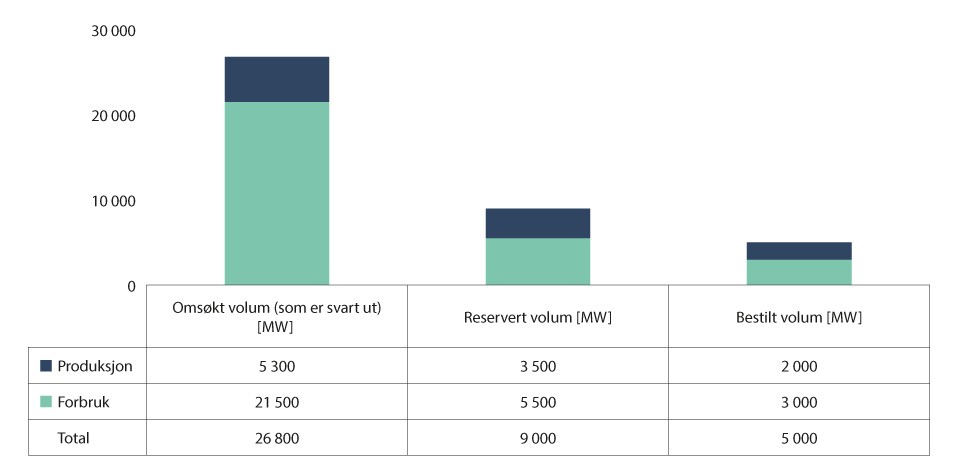 30 000
20 000
10 000
0
Omsøkt volum (som er svart ut)
[MW]
Reservert volum [MW]
Bestilt volum [MW]
Produksjon 5 300 3 500 2 000
Forbruk 21 500 5 500 3 000
Total 26 800 9 000 5 000